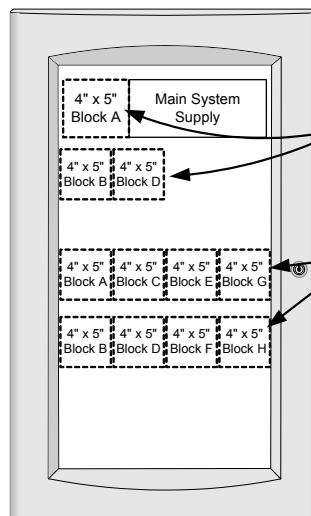 4" x 5"
Block A
Main System
Supply
4" x 5"
Block B
4" x 5"
Block D
4" x 5"
Block A
4" x 5"
Block C
4" x 5"
Block E
4" x 5"
Block G
4" x 5"
Block B
4" x 5"
Block D
4" x 5"
Block F
4" x 5"
Block H